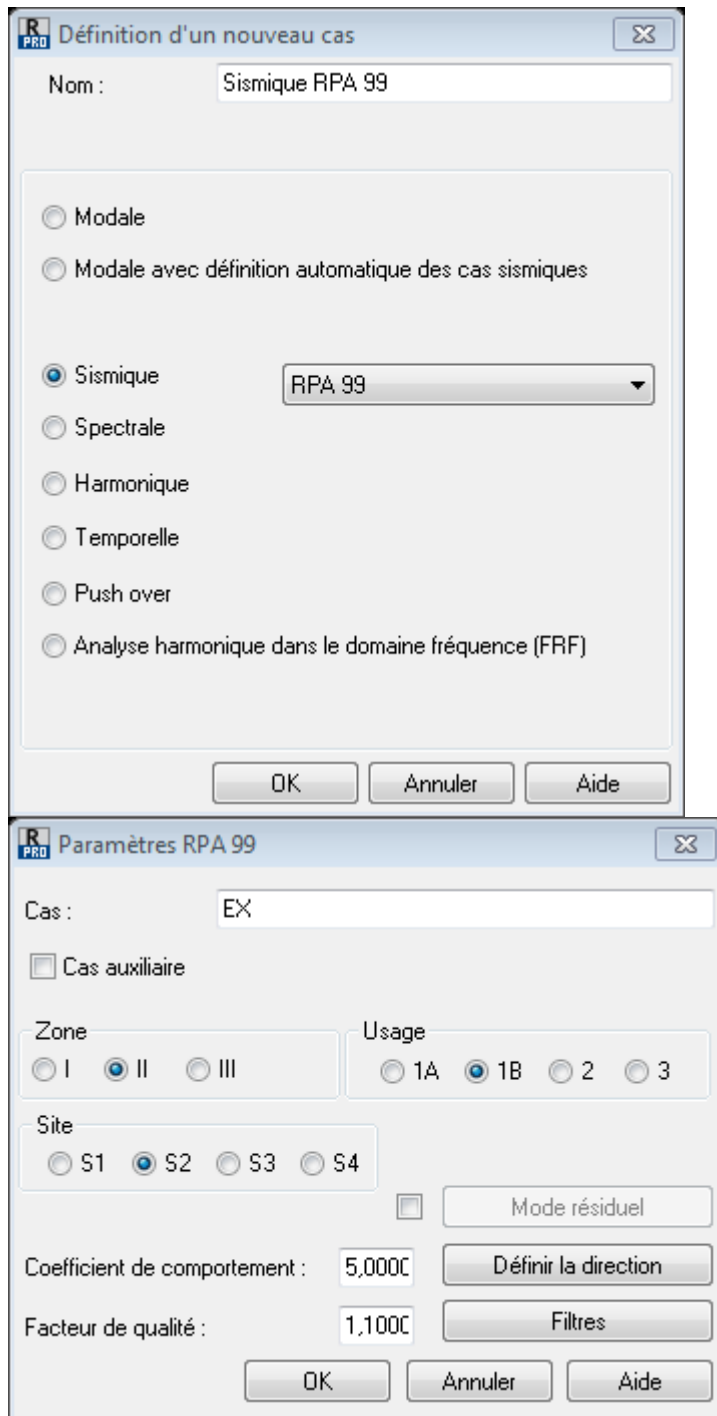 R PRO Définition d'un nouveau cas
Nom : Sismique RPA 99
Modale
Modale avec définition automatique des cas sismiques
Sismique RPA 99
Spectrale
Harmonique
Temporelle
Push over
Analyse harmonique dans le domaine fréquence (FRF)
OK Annuler Aide
R PRO Paramètres RPA 99
Cas : EX
Cas auxiliaire
Zone Usage
I II III 1A 1B 2 3
Site
S1 S2 S3 S4
Mode résiduel
Coefficient de comportement : 5,0000 Définir la direction
Facteur de qualité : 1,1000 Filtres
OK Annuler Aide